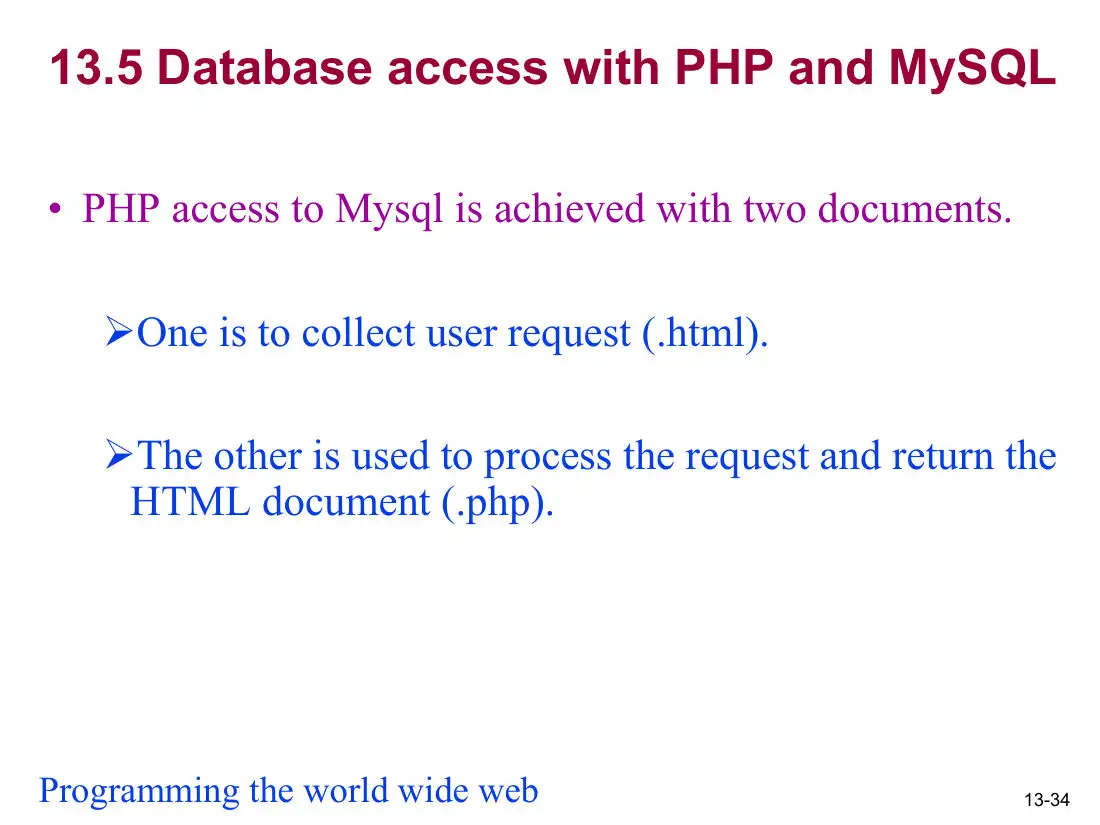 13.5 Database access with PHP and MySQL
• PHP access to Mysql is achieved with two documents.
➢One is to collect user request (.html).
➢The other is used to process the request and return the
HTML document (.php).
Programming the world wide web
13-34